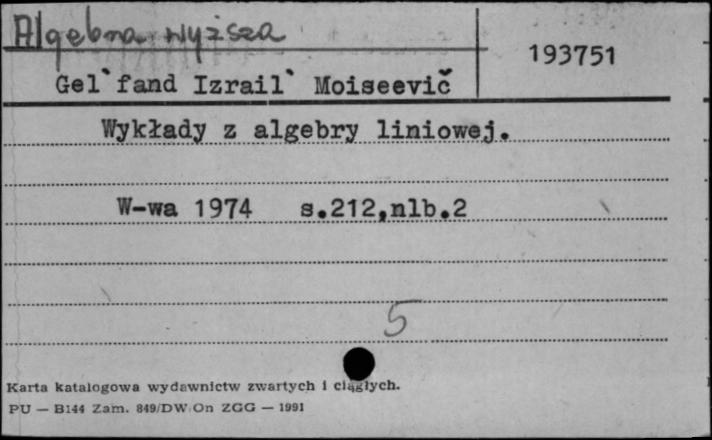 Algebra wyższa
193751
Gel`fand Izrail` Moiseevič
Wykłady z algebry liniowej.
W-wa 1974 s.212,nlb.2
5
Karta katalogowa wydawnictw zwartych i ciągłych.
PU — B144 Zam. 849/DW/On ZGG — 1991